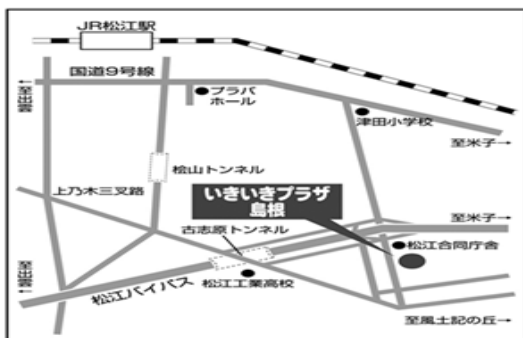 JR松江駅
国道9号線
←至出雲
プラバ
ホール
津田小学校
至米子→
桧山トンネル
上乃木三叉路
いきいきプラザ
島根
古志原トンネル
至米子→
松江合同庁舎
←至出雲
松江バイパス
松江工業高校
至風土記の丘→